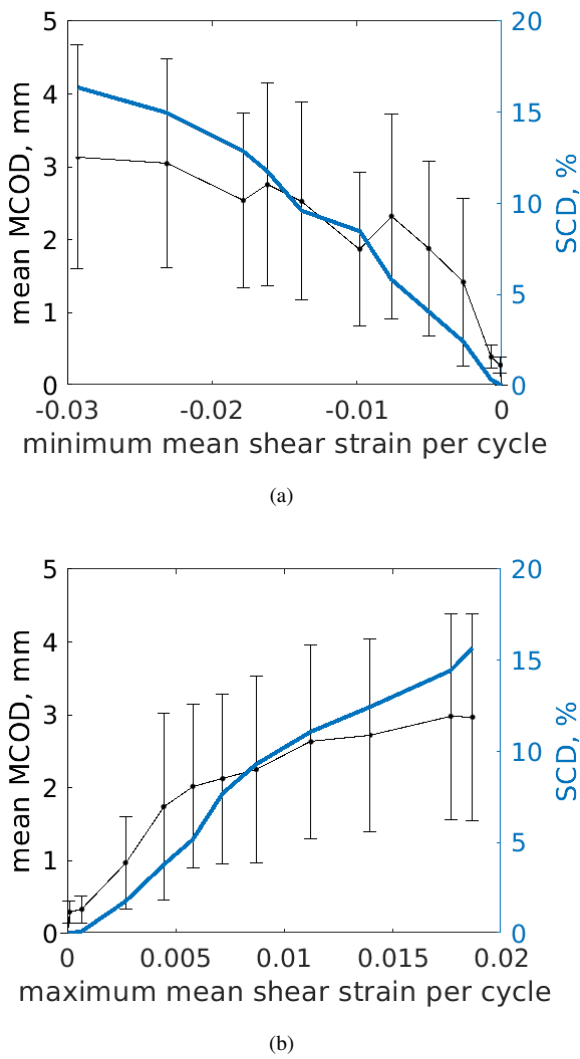 5
4
3
2
1
0
mean MCOD, mm
20
15
10
5
0
SCD, %
-0.03 -0.02 -0.01 0
minimum mean shear strain per cycle
(a)
5
4
3
2
1
0
mean MCOD, mm
20
15
10
5
0
SCD, %
0 0.005 0.01 0.015 0.02
maximum mean shear strain per cycle
(b)